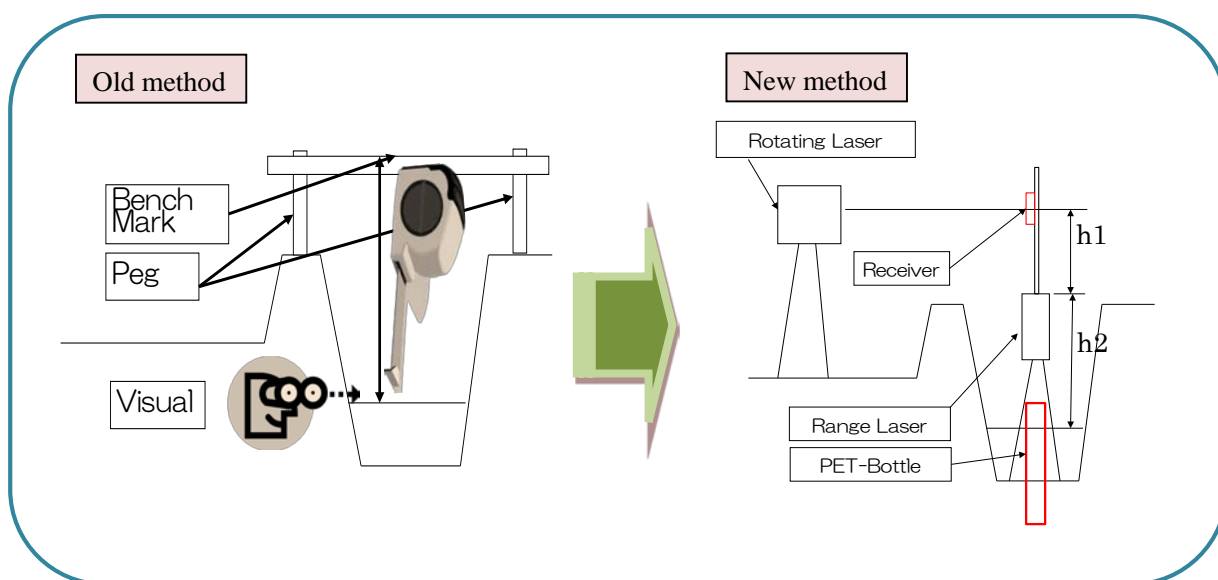 Old method
Bench
Mark
Peg
Visual
New method
Rotating Laser
h1
Receiver
h2
Range Laser
PET-Bottle